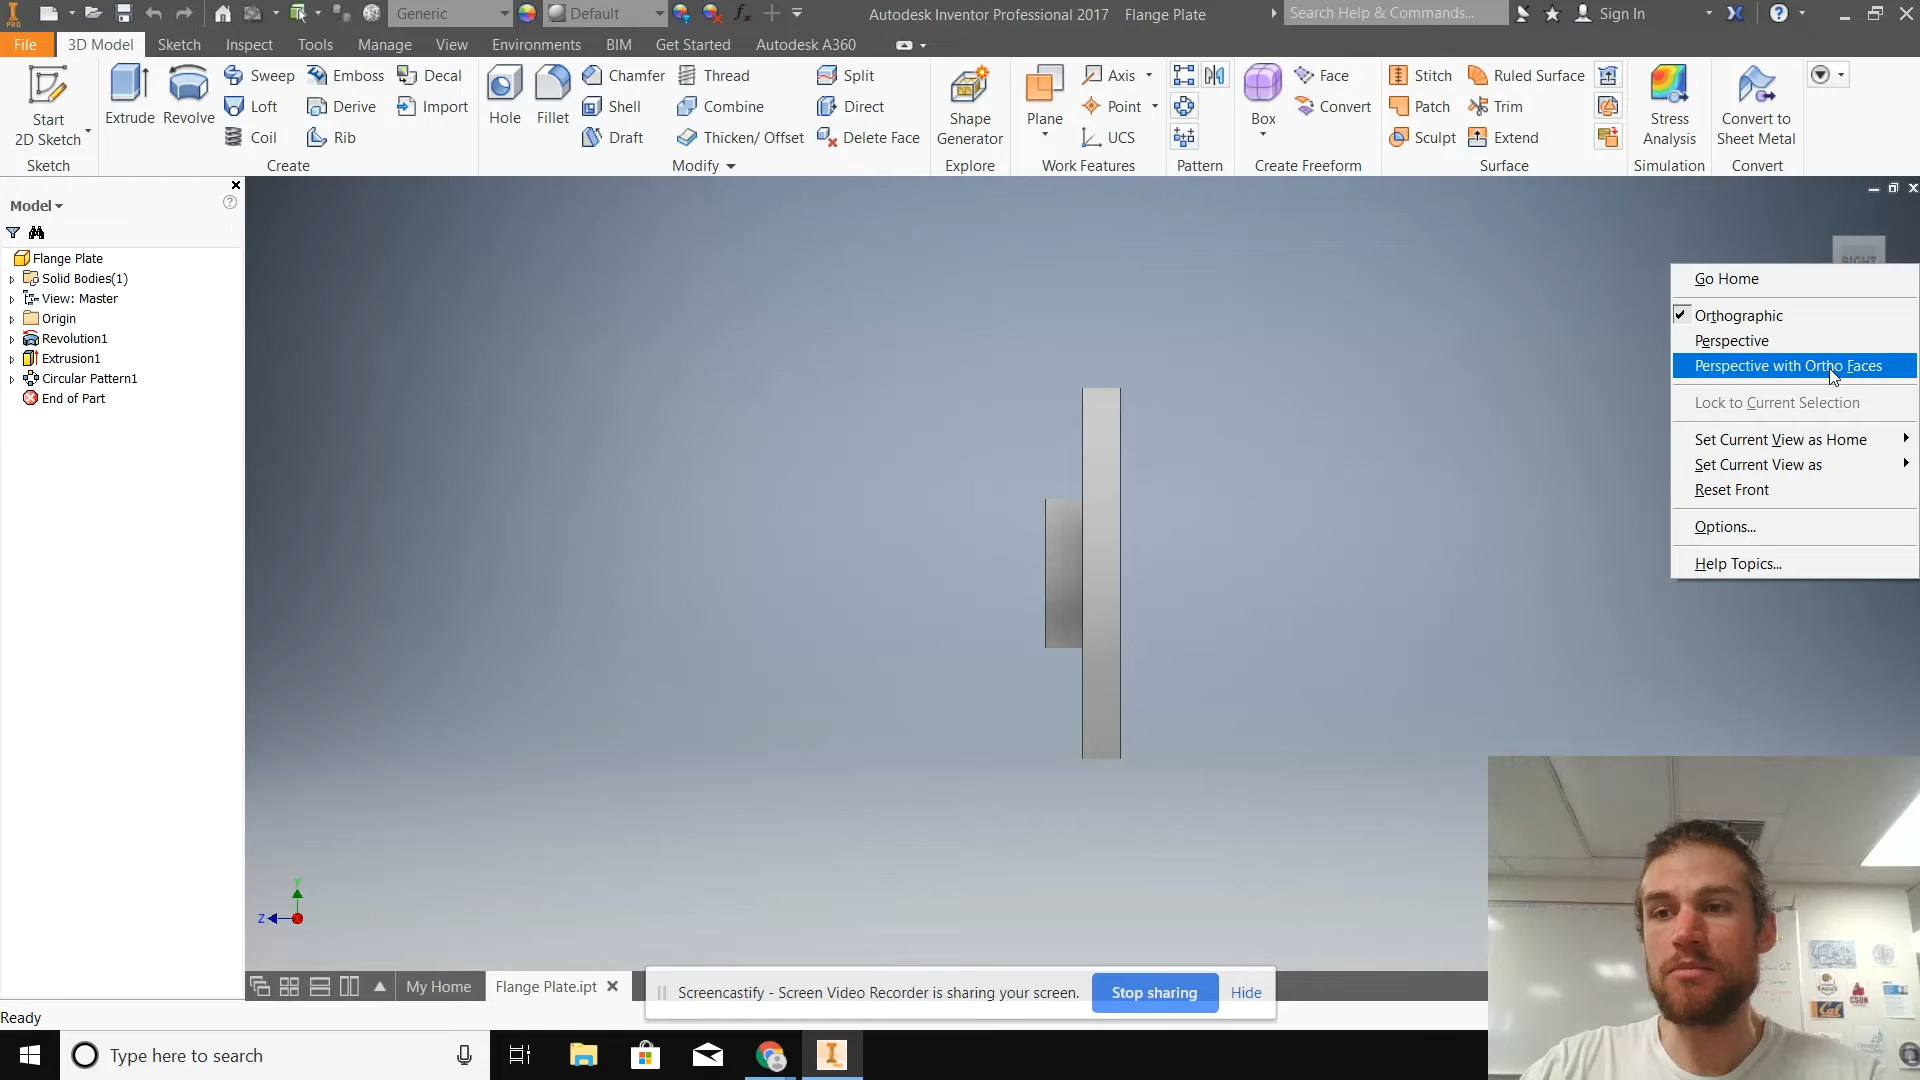 PRO
Generic
Default
Autodesk Inventor Professional 2017 Flange Plate
Search Help & Commands...
Sign In
File
3D Model
Sketch
Inspect
Tools
Manage
View
Environments
BIM
Get Started
Autodesk A360
Start
2D Sketch
Sketch
Extrude
Revolve
Sweep
Loft
Coil
Emboss
Derive
Rib
Decal
Import
Create
Hole
Fillet
Chamfer
Shell
Draft
Thread
Combine
Thicken/ Offset
Split
Direct
Delete Face
Modify
Shape
Generator
Explore
Plane
Axis
Point
UCS
Work Features
Pattern
Box
Face
Convert
Create Freeform
Stitch
Patch
Sculpt
Ruled Surface
Trim
Extend
Surface
Stress
Analysis
Simulation
Convert to
Sheet Metal
Convert
Model
Flange Plate
Solid Bodies(1)
View: Master
Origin
Revolution1
Extrusion1
Circular Pattern1
End of Part
RIGHT
Go Home
Orthographic
Perspective
Perspective with Ortho Faces
Lock to Current Selection
Set Current View as Home
Set Current View as
Reset Front
Options...
Help Topics...
Y
Z
My Home
Flange Plate.ipt
Screencastify - Screen Video Recorder is sharing your screen.
Stop sharing
Hide
Ready
Type here to search
Cal
CSUN